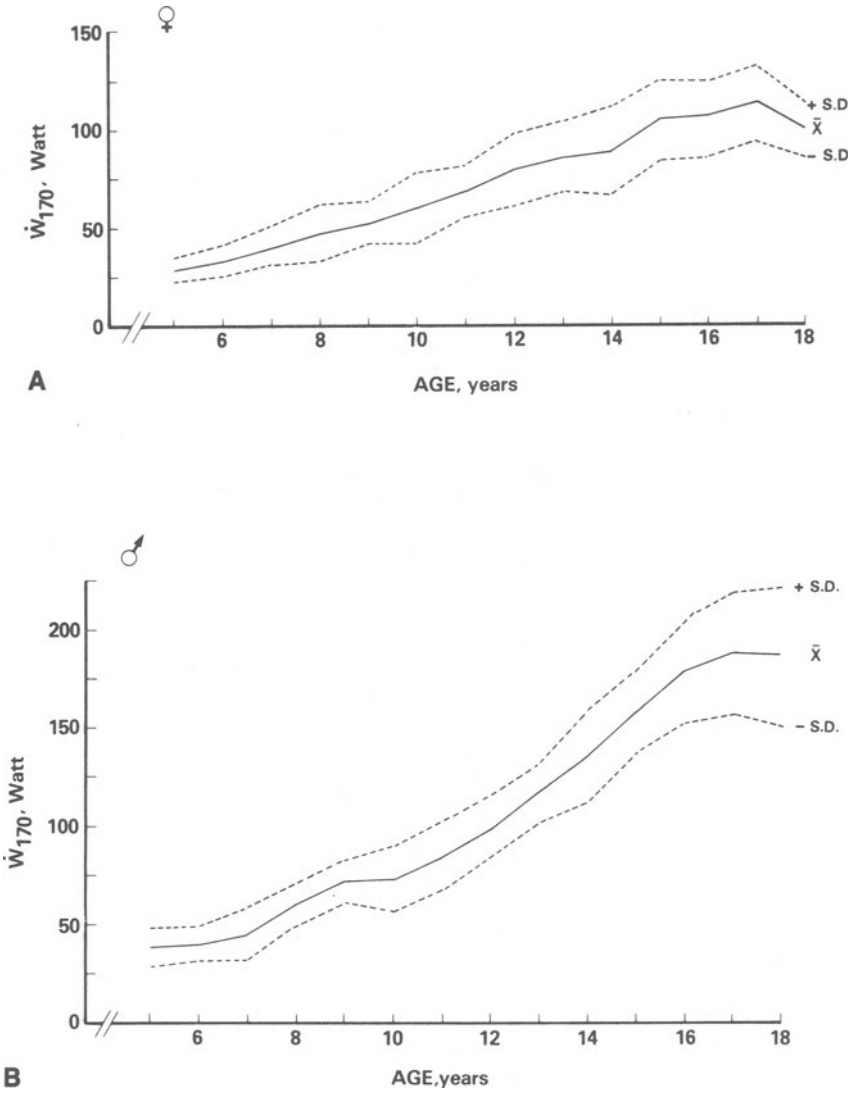 ♀
150
100
50
0
Ẇ170, Watt
+ S.D
X̄
− S.D
6 8 10 12 14 16 18
A
AGE, years
♂
200
150
100
50
0
Ẇ170, Watt
+ S.D.
X̄
− S.D.
6 8 10 12 14 16 18
B
AGE,years